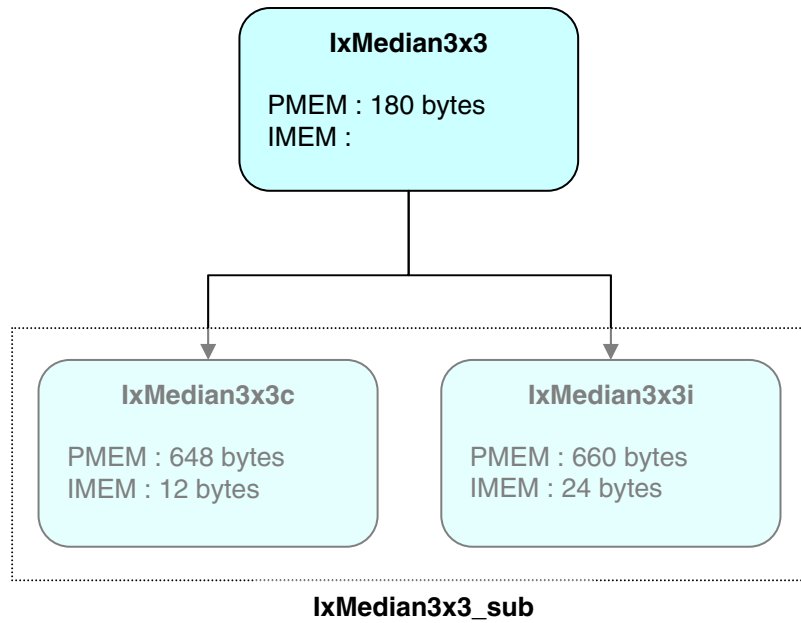 IxMedian3x3
PMEM : 180 bytes
IMEM :
IxMedian3x3c
PMEM : 648 bytes
IMEM : 12 bytes
IxMedian3x3i
PMEM : 660 bytes
IMEM : 24 bytes
IxMedian3x3_sub